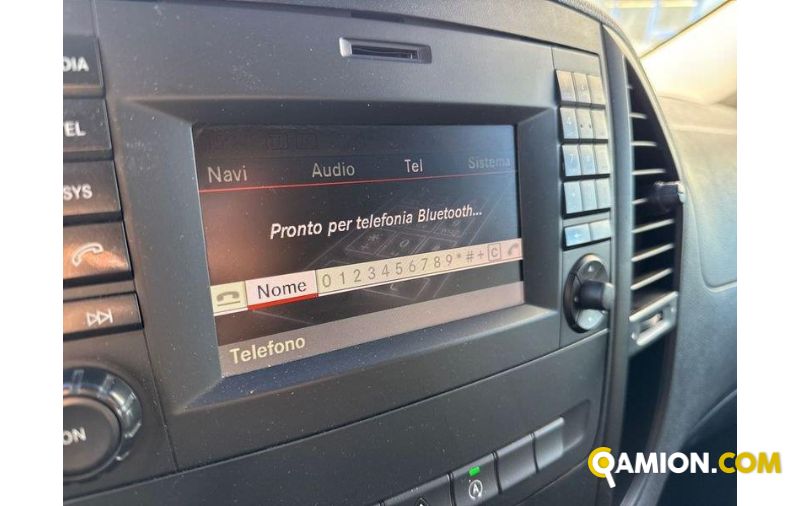 DIA
TEL
SYS
ON
Navi Audio Tel Sistema
Pronto per telefonia Bluetooth...
Nome 0 1 2 3 4 5 6 7 8 9 * # + C
Telefono
A
QAMION.COM